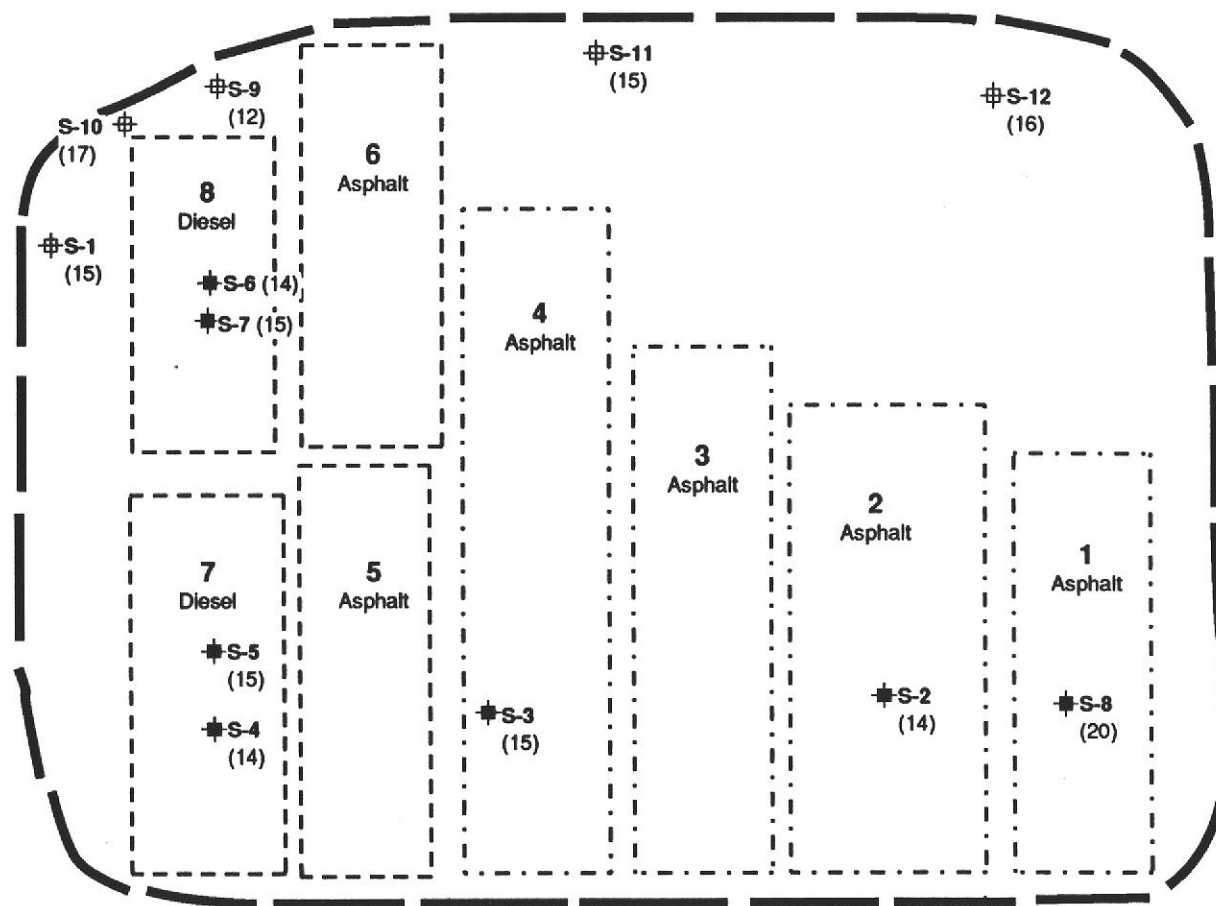 S-11
(15)
S-9
(12)
S-12
(16)
S-10
(17)
6
Asphalt
8
Diesel
S-1
(15)
S-6 (14)
S-7 (15)
4
Asphalt
3
Asphalt
2
Asphalt
1
Asphalt
7
Diesel
5
Asphalt
S-5
(15)
S-4
(14)
S-3
(15)
S-2
(14)
S-8
(20)